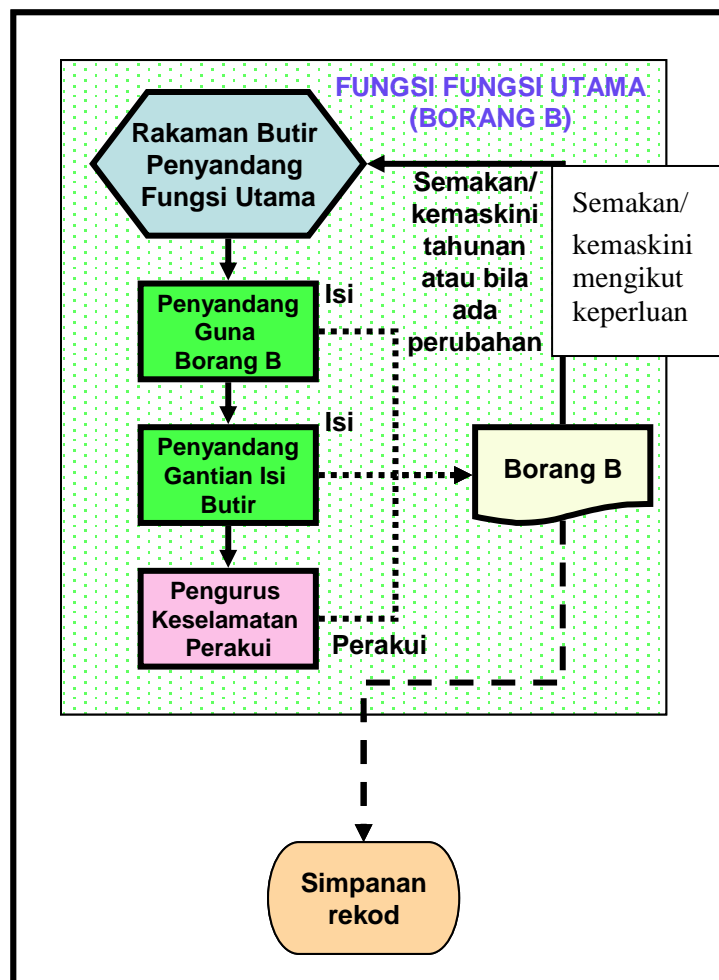 FUNGSI FUNGSI UTAMA
(BORANG B)
Rakaman Butir
Penyandang
Fungsi Utama
Semakan/
kemaskini
tahunan
atau bila
ada
perubahan
Semakan/
kemaskini
mengikut
keperluan
Isi
Penyandang
Guna
Borang B
Isi
Penyandang
Gantian Isi
Butir
Borang B
Pengurus
Keselamatan
Perakui
Perakui
Simpanan
rekod